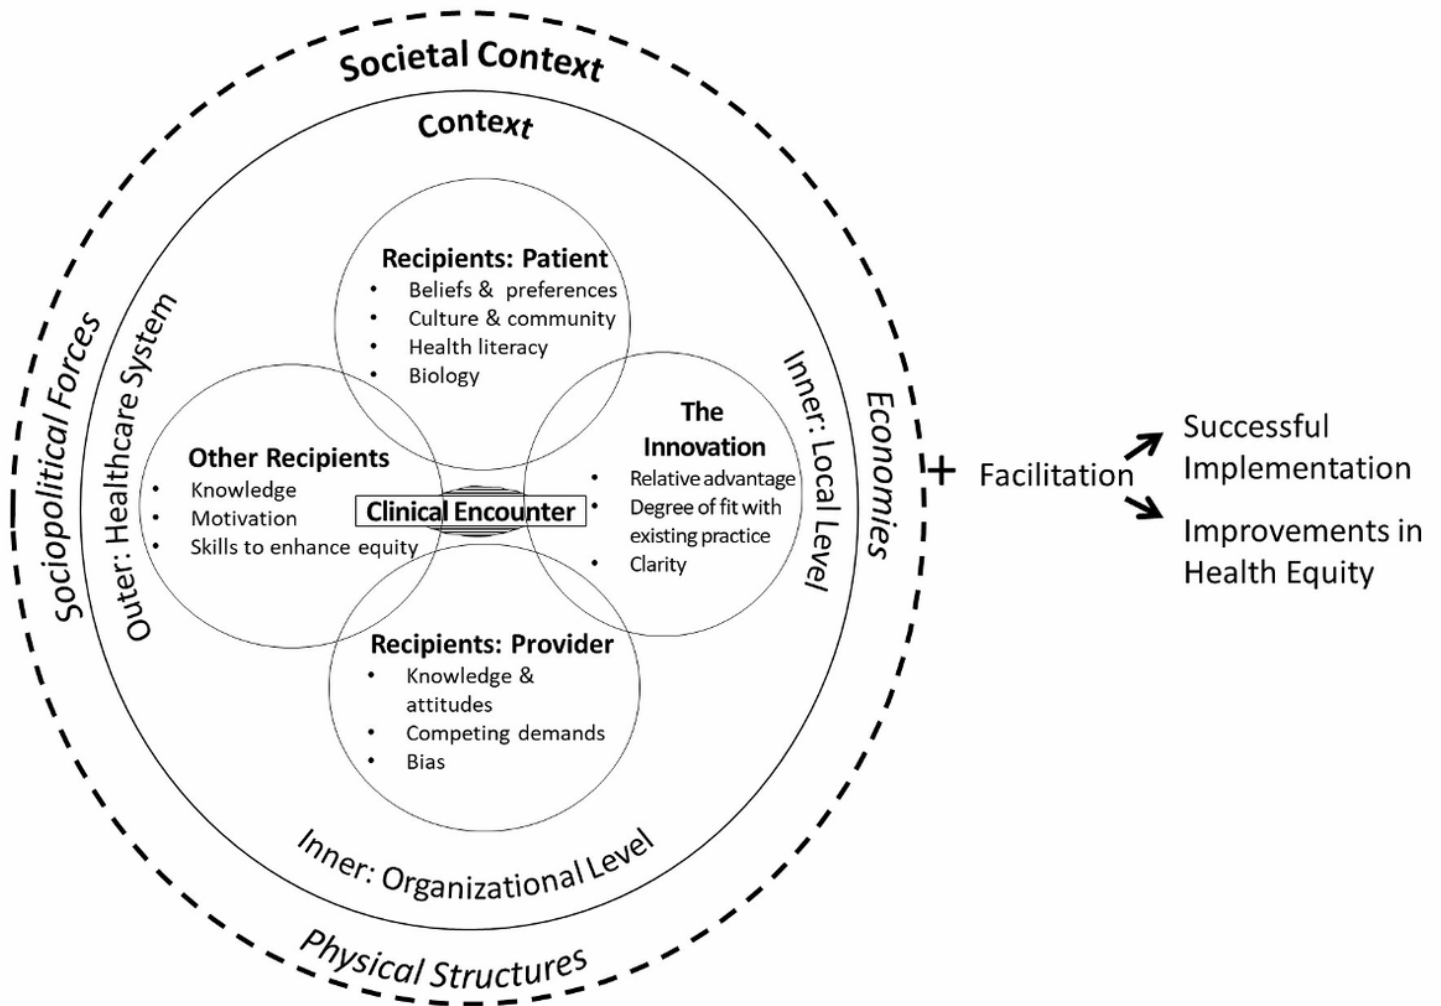 Societal Context
Context
Recipients: Patient
• Beliefs & preferences
• Culture & community
• Health literacy
• Biology
Sociopolitical Forces
Outer: Healthcare System
Other Recipients
• Knowledge
• Motivation
• Skills to enhance equity
Clinical Encounter
The
Innovation
• Relative advantage
• Degree of fit with
existing practice
• Clarity
Inner: Local Level
Economies
Recipients: Provider
• Knowledge &
attitudes
• Competing demands
• Bias
Inner: Organizational Level
Physical Structures
+
Facilitation
Successful
Implementation
Improvements in
Health Equity